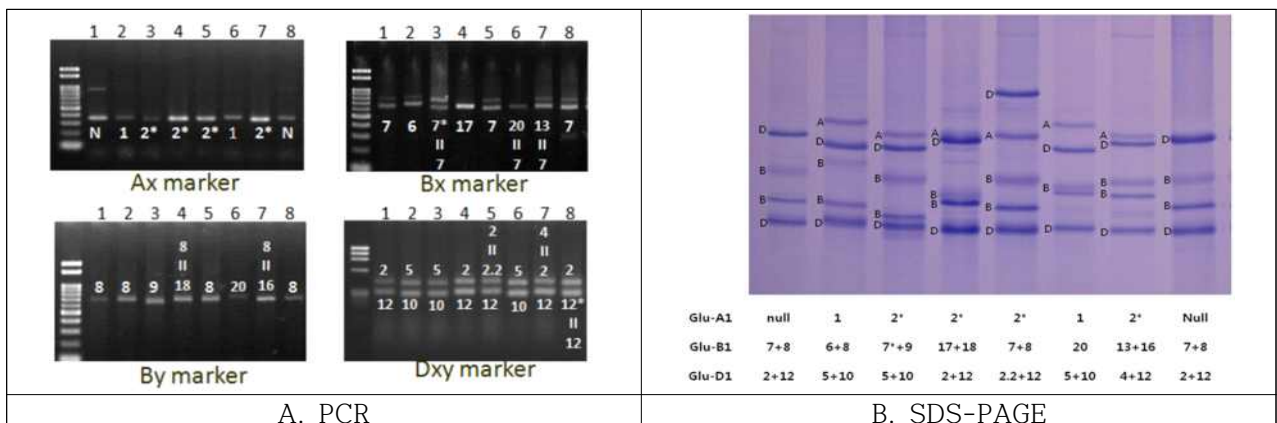 1 2 3 4 5 6 7 8
N 1 2* 2* 2* 1 2* N
Ax marker
1 2 3 4 5 6 7 8
7 6 7* 17 7 20 13 7
II II II
7 7 7
Bx marker
1 2 3 4 5 6 7 8
8 8
II II
8 8 9 18 8 20 16 8
By marker
1 2 3 4 5 6 7 8
2 4
II II
2 5 5 2 2.2 5 2 2
12 10 10 12 12 10 12 12*
II
12
Dxy marker
A. PCR
D B B D
A D B B D
A D B B D
A D B B D
D A B B D
A D B D
A D B B D
D B B D
Glu-A1 null 1 2* 2* 2* 1 2* Null
Glu-B1 7+8 6+8 7*+9 17+18 7+8 20 13+16 7+8
Glu-D1 2+12 5+10 5+10 2+12 2.2+12 5+10 4+12 2+12
B. SDS-PAGE